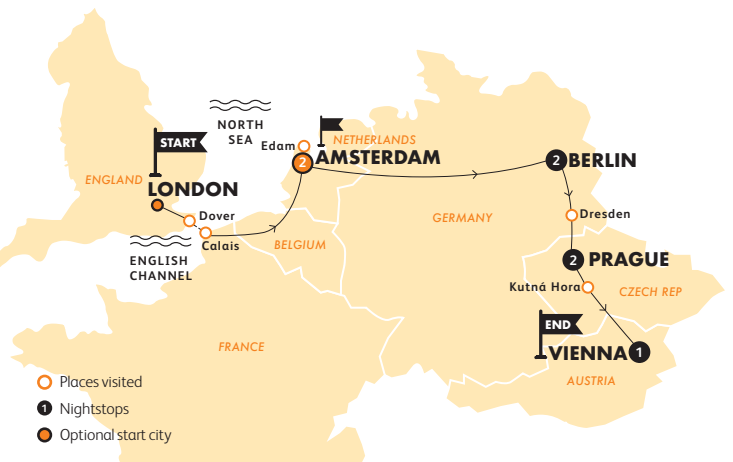 START
NORTH
SEA
Edam
NETHERLANDS
2
AMSTERDAM
2
BERLIN
ENGLAND
LONDON
Dover
Calais
Dresden
GERMANY
BELGIUM
ENGLISH
CHANNEL
2
PRAGUE
Kutná Hora
CZECH REP
END
FRANCE
VIENNA
1
AUSTRIA
Places visited
1 Nightstops
Optional start city